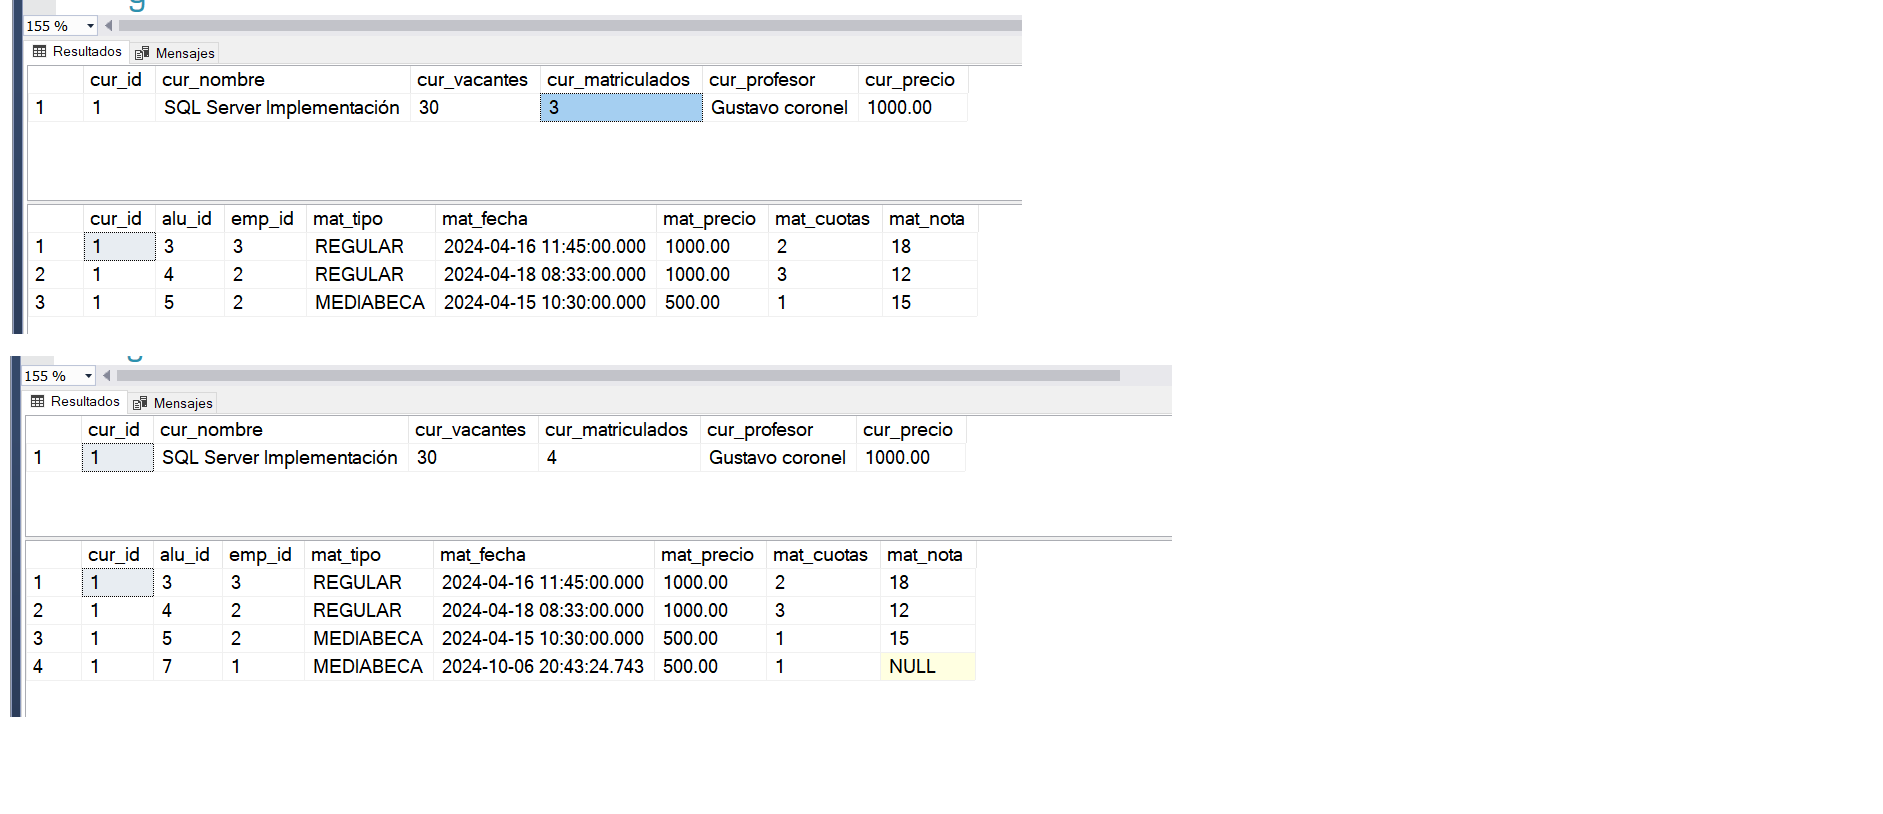 155 %
Resultados Mensajes
cur_id cur_nombre cur_vacantes cur_matriculados cur_profesor cur_precio
1 1 SQL Server Implementación 30 3 Gustavo coronel 1000.00
cur_id alu_id emp_id mat_tipo mat_fecha mat_precio mat_cuotas mat_nota
1 1 3 3 REGULAR 2024-04-16 11:45:00.000 1000.00 2 18
2 1 4 2 REGULAR 2024-04-18 08:33:00.000 1000.00 3 12
3 1 5 2 MEDIABECA 2024-04-15 10:30:00.000 500.00 1 15
155 %
Resultados Mensajes
cur_id cur_nombre cur_vacantes cur_matriculados cur_profesor cur_precio
1 1 SQL Server Implementación 30 4 Gustavo coronel 1000.00
cur_id alu_id emp_id mat_tipo mat_fecha mat_precio mat_cuotas mat_nota
1 1 3 3 REGULAR 2024-04-16 11:45:00.000 1000.00 2 18
2 1 4 2 REGULAR 2024-04-18 08:33:00.000 1000.00 3 12
3 1 5 2 MEDIABECA 2024-04-15 10:30:00.000 500.00 1 15
4 1 7 1 MEDIABECA 2024-10-06 20:43:24.743 500.00 1 NULL